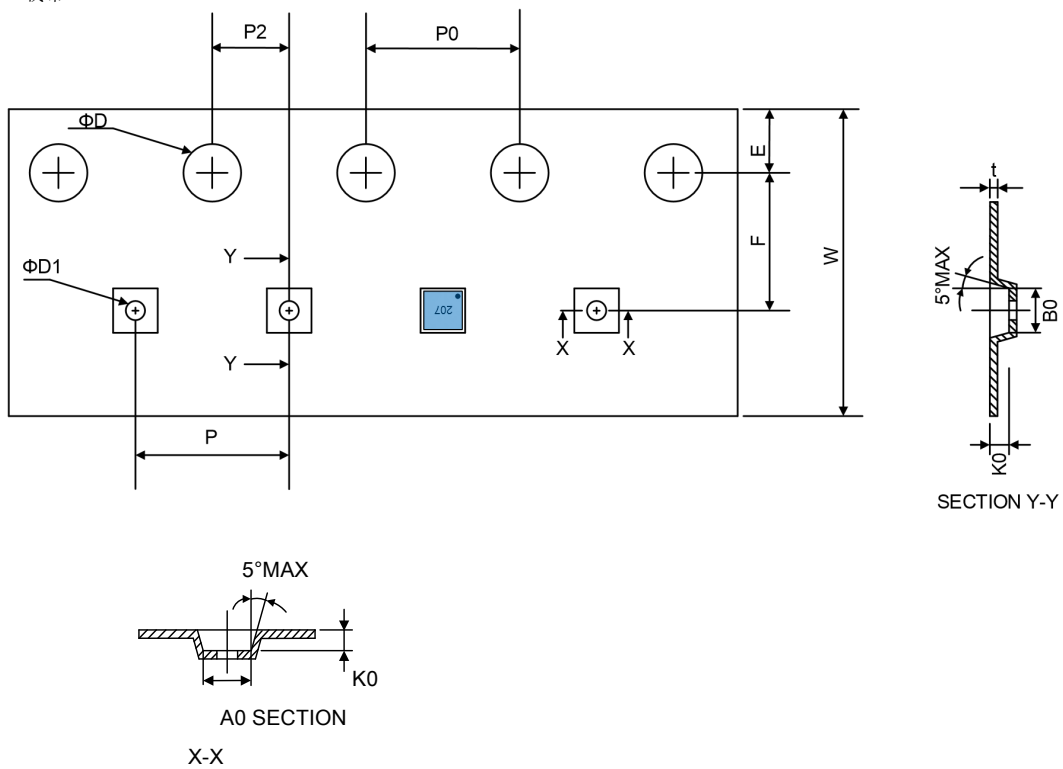 P2
P0
ΦD
E
t
Y
F
W
ΦD1
207
5°MAX
B0
X X
Y
P
K0
SECTION Y-Y
5°MAX
K0
A0 SECTION
X-X